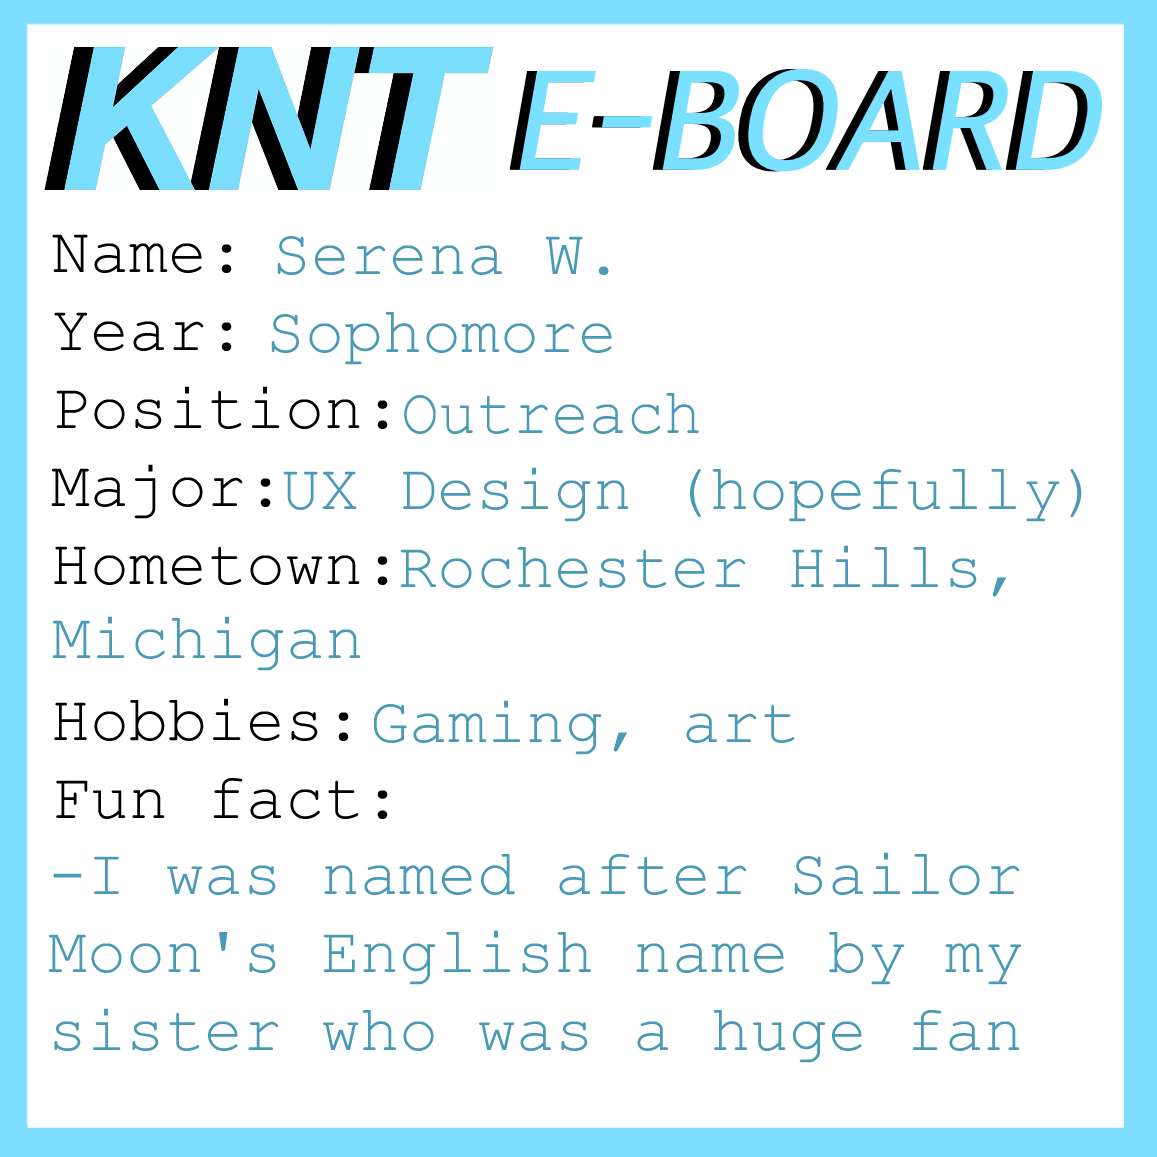 KNT E-BOARD
Name: Serena W.
Year: Sophomore
Position: Outreach
Major: UX Design (hopefully)
Hometown: Rochester Hills,
Michigan
Hobbies: Gaming, art
Fun fact:
-I was named after Sailor
Moon's English name by my
sister who was a huge fan